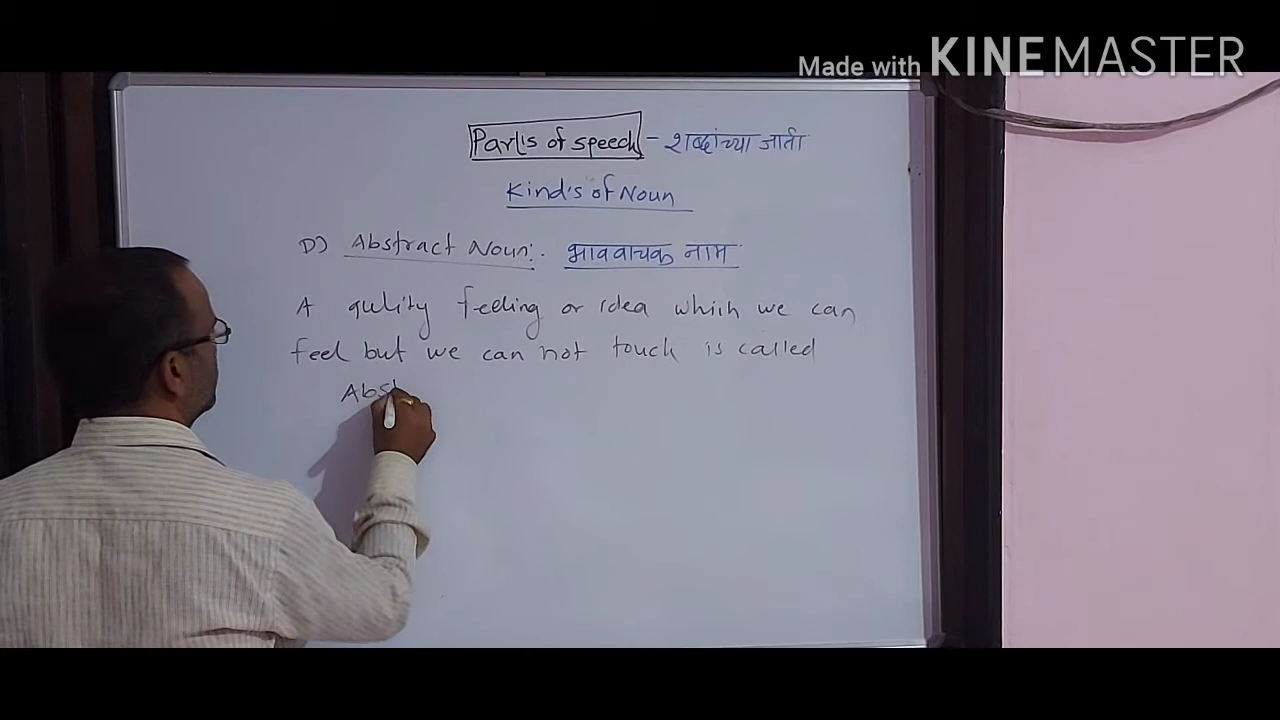 Made with KINEMASTER
Part's of speech - शब्दांच्या जाती
Kind's of Noun
D) Abstract Noun:- भाववाचक नाम
A qulity feeling or idea which we can
feel but we can not touch is called
Abst